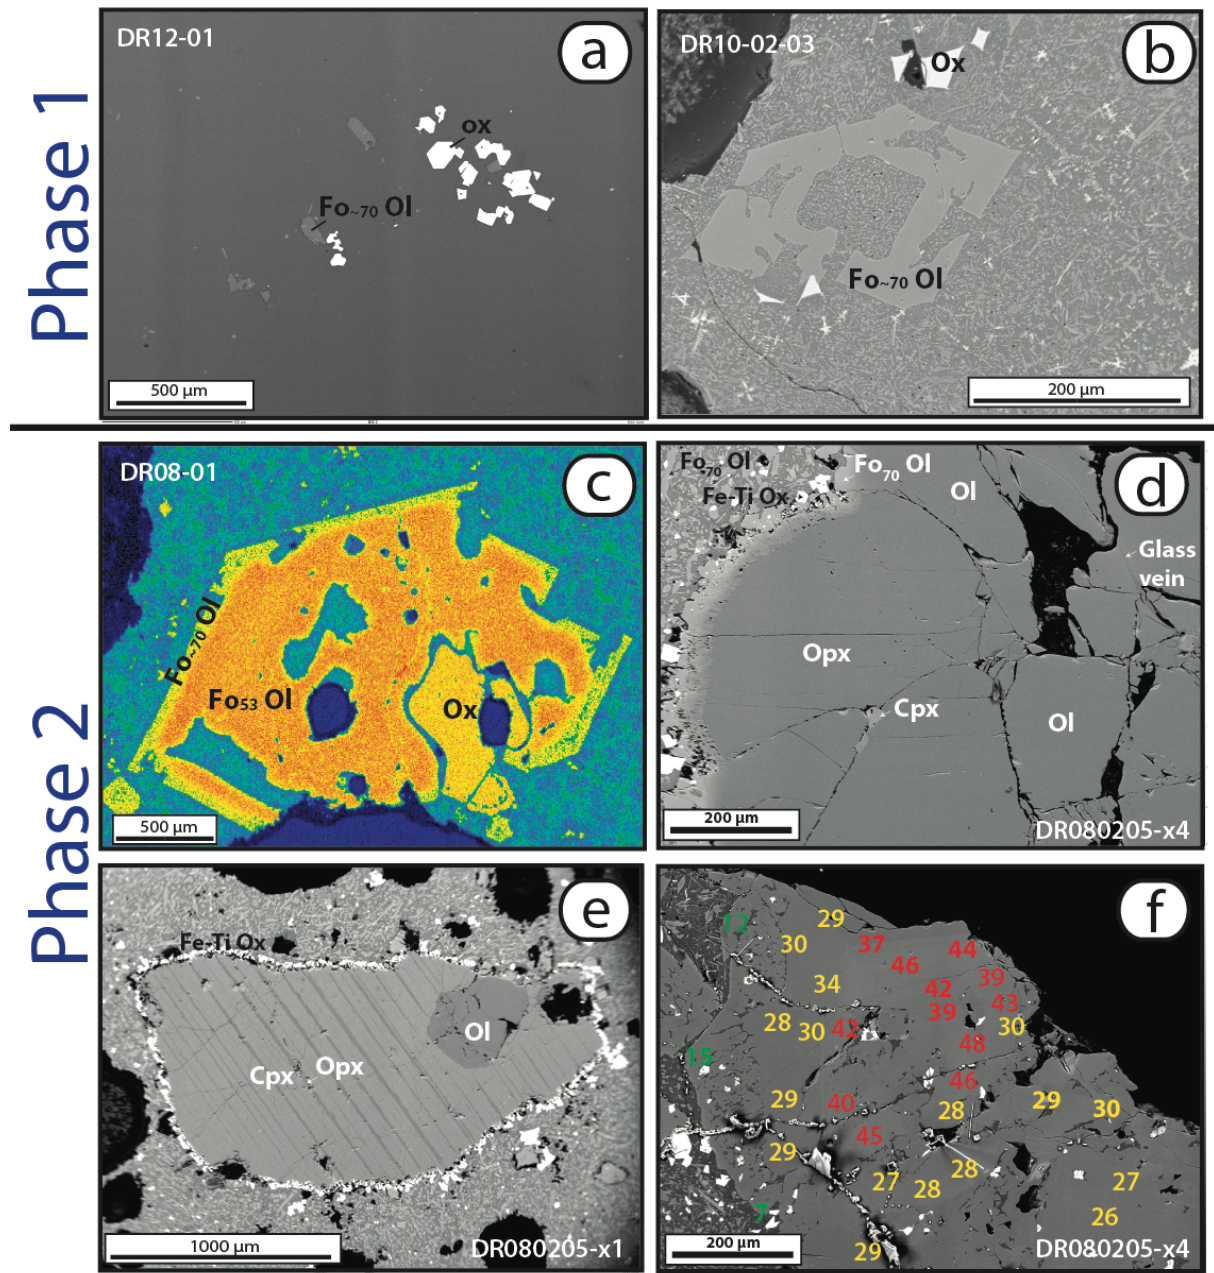 Phase 1
DR12-01
a
ox
Fo~70 Ol
500 µm
DR10-02-03
b
Ox
Fo~70 Ol
200 µm
Phase 2
DR08-01
c
Fo~70 Ol
Fo53 Ol
Ox
500 µm
Fo70 Ol
Fo70 Ol
Fe-Ti Ox
Ol
d
Glass
vein
Opx
Cpx
Ol
200 µm
DR080205-x4
e
Fe-Ti Ox
Ol
Cpx
Opx
1000 µm
DR080205-x1
f
12
29
30
37
44
46
34
42
39
39
43
28
30
42
30
48
15
46
29
40
28
29
30
45
29
28
27
28
27
7
26
29
200 µm
DR080205-x4